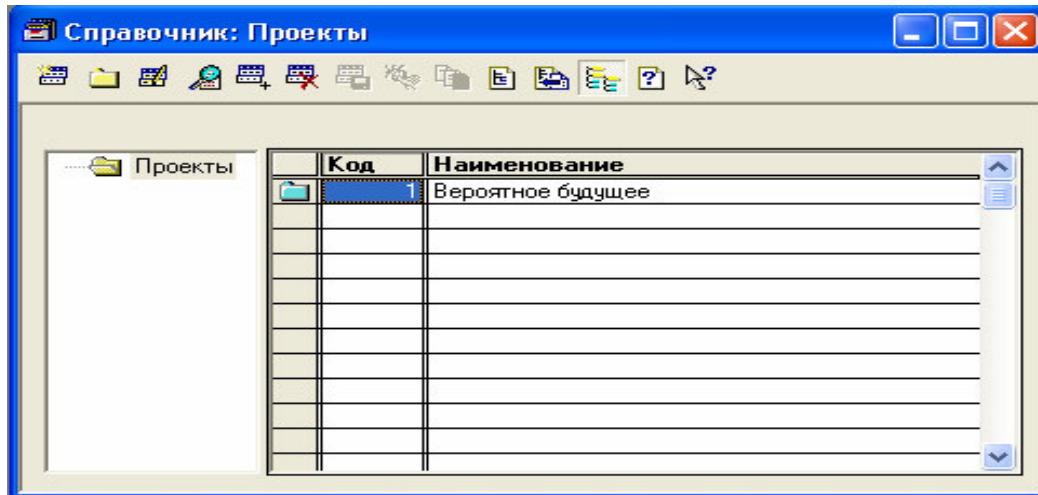 Справочник: Проекты
Проекты
Код Наименование
1 Вероятное будущее